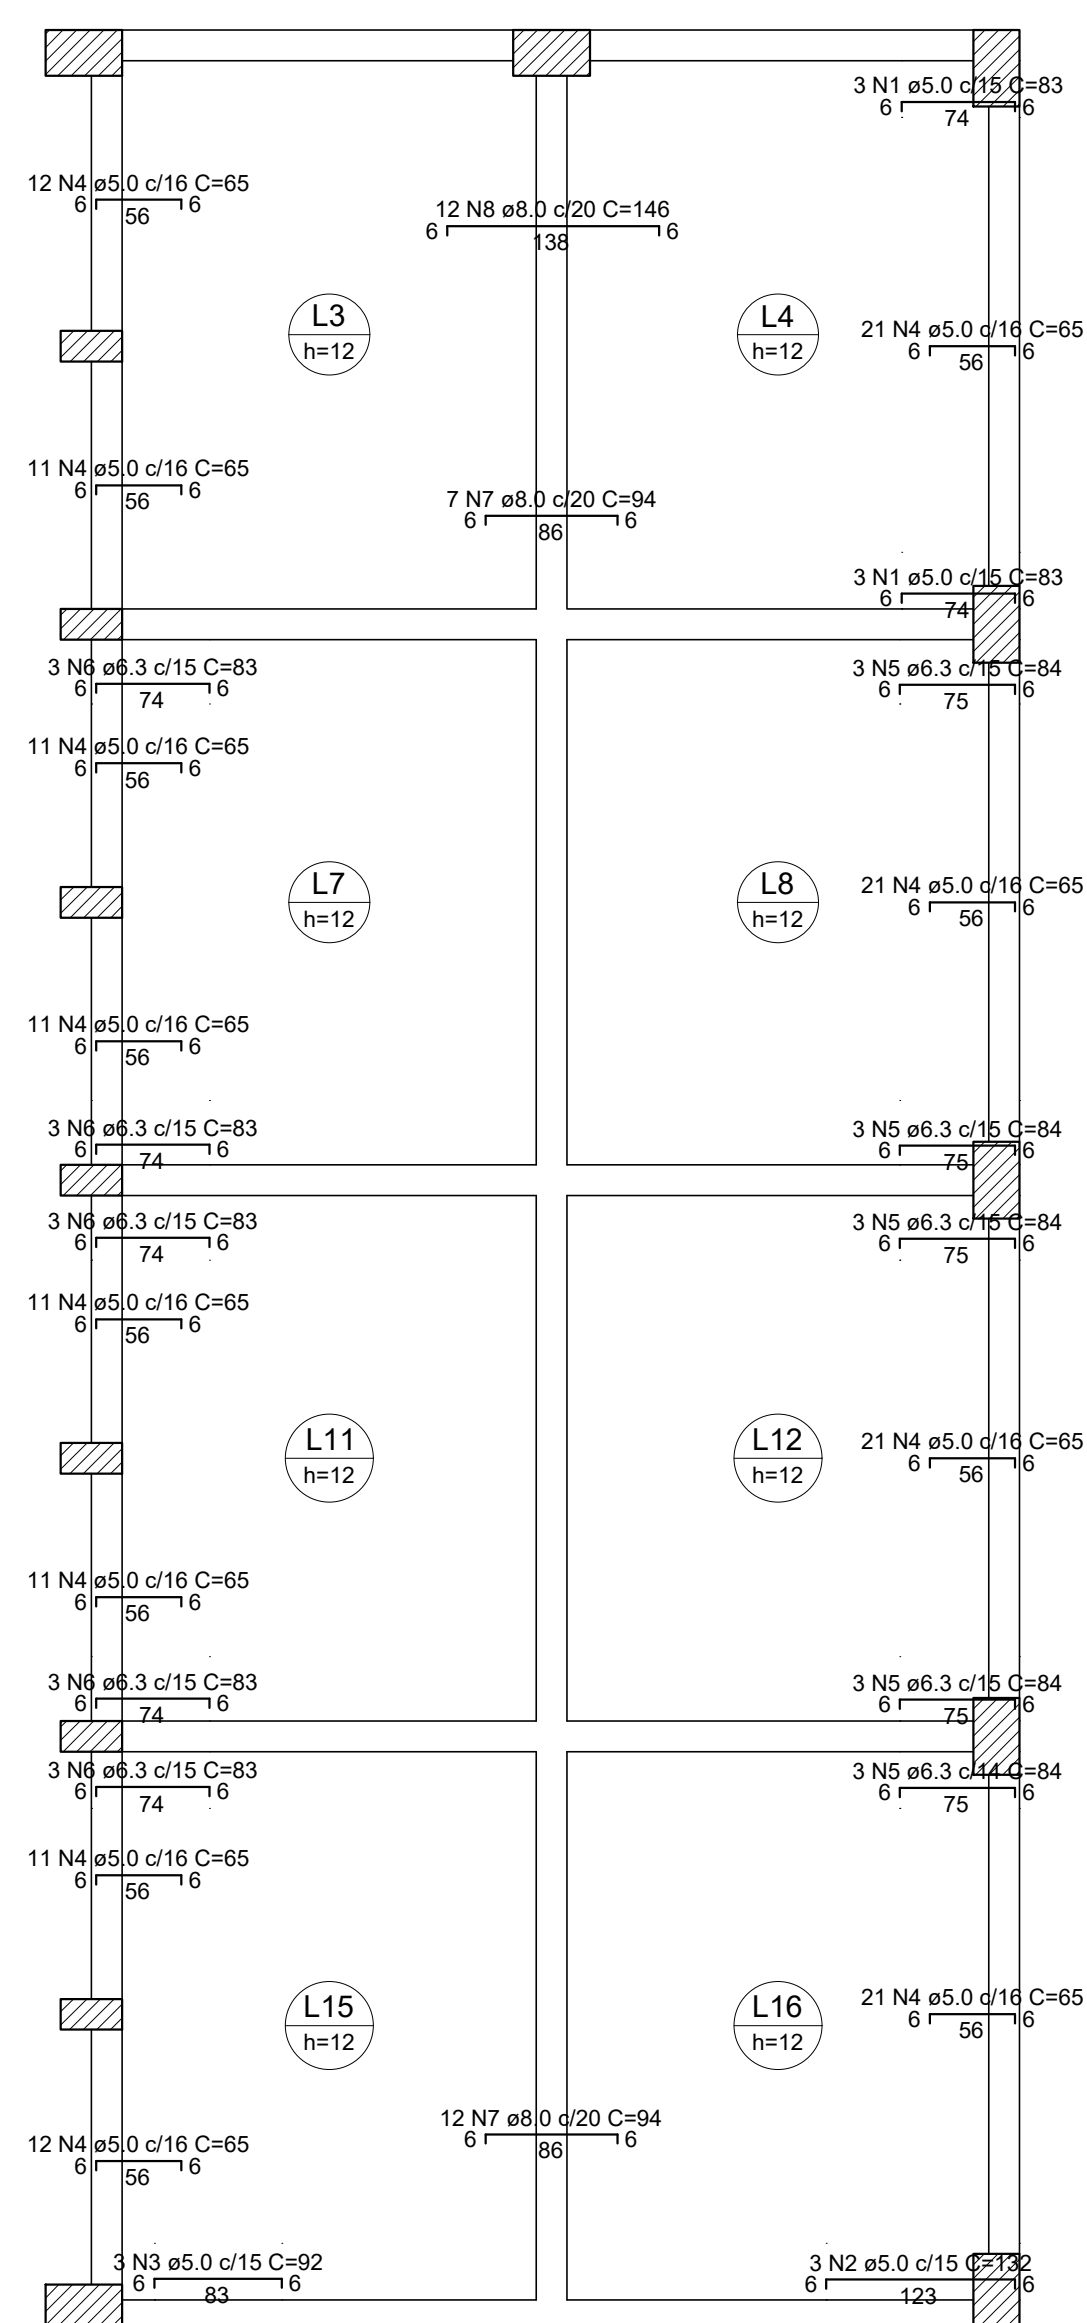 3 N1 ø5.0 c/15 C=83
6 6
74
12 N4 ø5.0 c/16 C=65
6 6
56
12 N8 ø8.0 c/20 C=146
6 6
138
L3
h=12
L4
h=12
21 N4 ø5.0 c/16 C=65
6 6
56
11 N4 ø5.0 c/16 C=65
6 6
56
7 N7 ø8.0 c/20 C=94
6 6
86
3 N1 ø5.0 c/15 C=83
6 6
74
3 N6 ø6.3 c/15 C=83
6 6
74
3 N5 ø6.3 c/15 C=84
6 6
75
11 N4 ø5.0 c/16 C=65
6 6
56
L7
h=12
L8
h=12
21 N4 ø5.0 c/16 C=65
6 6
56
11 N4 ø5.0 c/16 C=65
6 6
56
3 N6 ø6.3 c/15 C=83
6 6
74
3 N5 ø6.3 c/15 C=84
6 6
75
3 N6 ø6.3 c/15 C=83
6 6
74
3 N5 ø6.3 c/15 C=84
6 6
75
11 N4 ø5.0 c/16 C=65
6 6
56
L11
h=12
L12
h=12
21 N4 ø5.0 c/16 C=65
6 6
56
11 N4 ø5.0 c/16 C=65
6 6
56
3 N6 ø6.3 c/15 C=83
6 6
74
3 N5 ø6.3 c/15 C=84
6 6
75
3 N6 ø6.3 c/15 C=83
6 6
74
3 N5 ø6.3 c/14 C=84
6 6
75
11 N4 ø5.0 c/16 C=65
6 6
56
L15
h=12
L16
h=12
21 N4 ø5.0 c/16 C=65
6 6
56
12 N7 ø8.0 c/20 C=94
6 6
86
12 N4 ø5.0 c/16 C=65
6 6
56
3 N3 ø5.0 c/15 C=92
6 6
83
3 N2 ø5.0 c/15 C=132
6 6
123